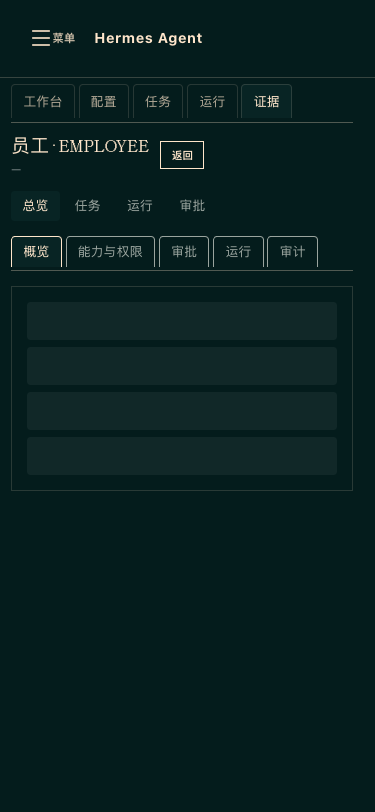 菜单 Hermes Agent
工作台 配置 任务 运行 证据
员工 · EMPLOYEE 返回
—
总览 任务 运行 审批
概览 能力与权限 审批 运行 审计